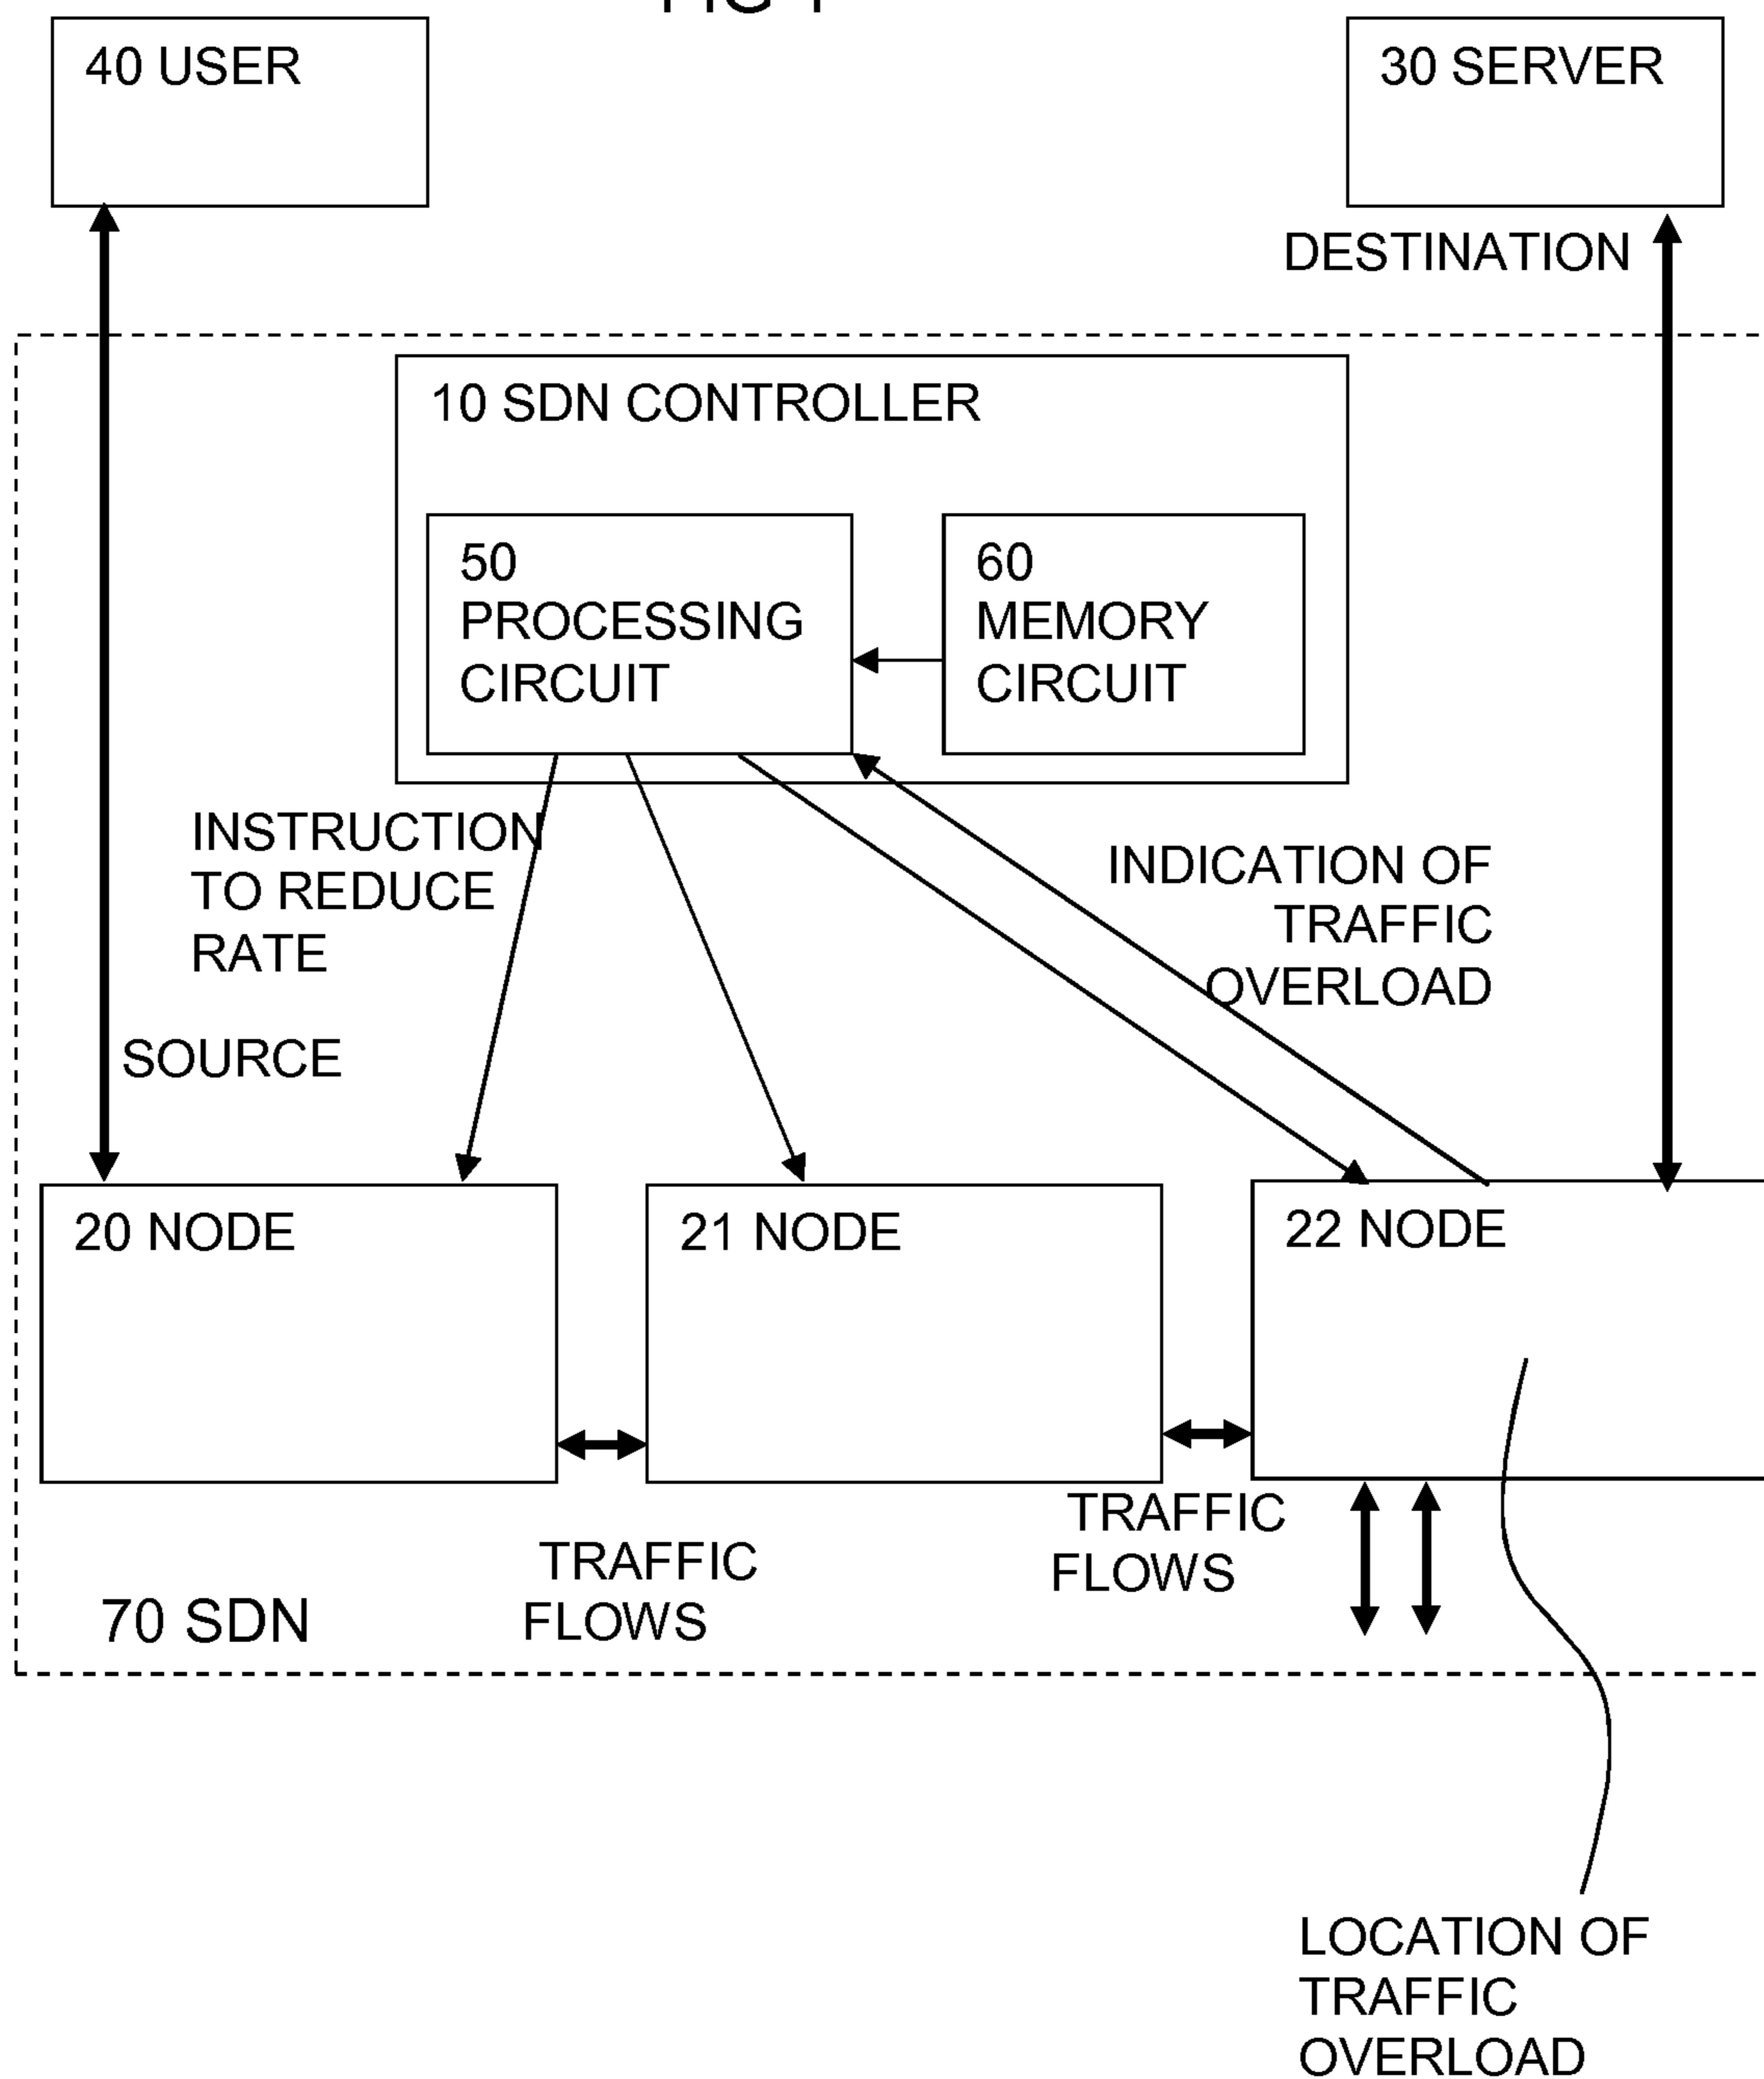 40 USER
30 SERVER
DESTINATION
10 SDN CONTROLLER
50
PROCESSING
CIRCUIT
60
MEMORY
CIRCUIT
INSTRUCTION
TO REDUCE
RATE
INDICATION OF
TRAFFIC
OVERLOAD
SOURCE
20 NODE
21 NODE
22 NODE
TRAFFIC
FLOWS
TRAFFIC
FLOWS
70 SDN
LOCATION OF
TRAFFIC
OVERLOAD